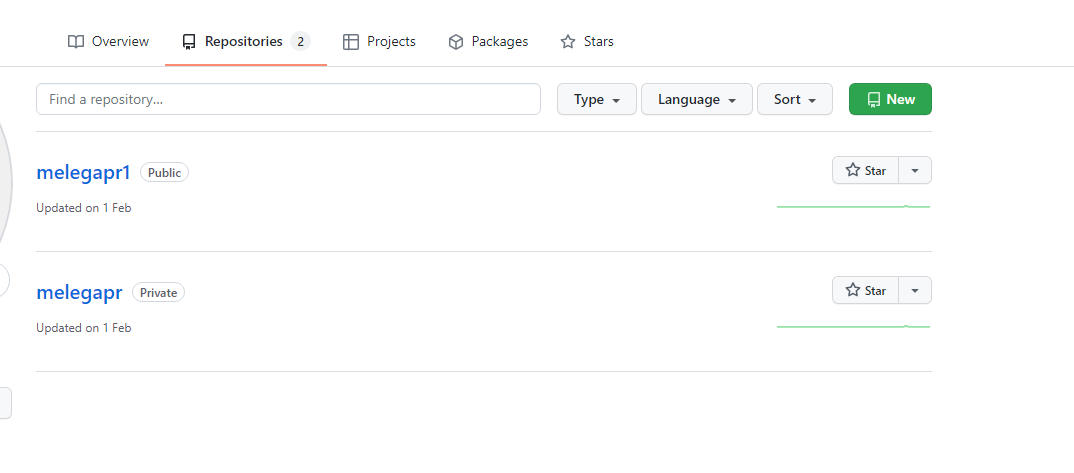 Overview Repositories 2 Projects Packages Stars
Find a repository... Type Language Sort New
melegapr1 Public Star
Updated on 1 Feb
melegapr Private Star
Updated on 1 Feb